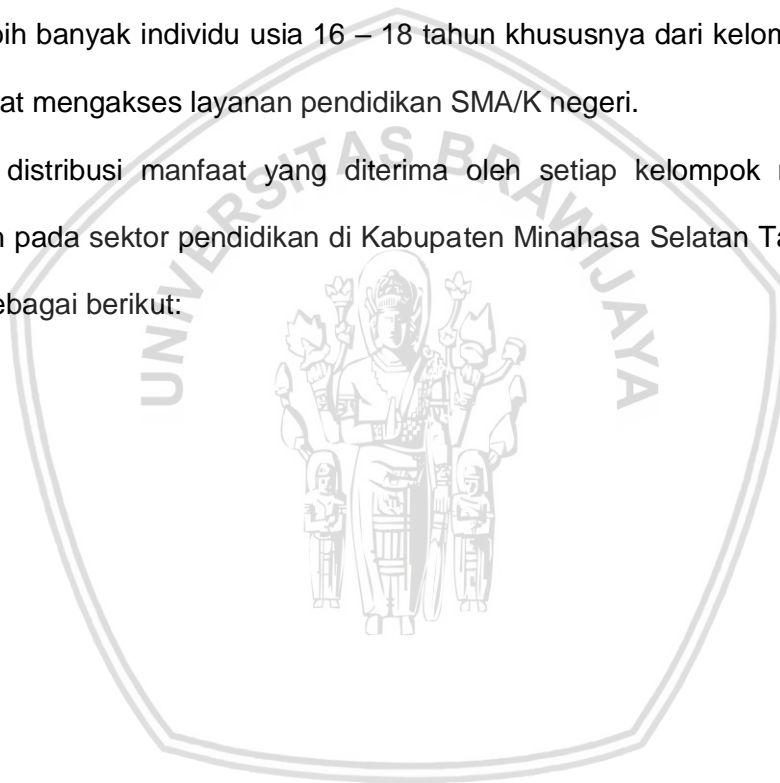 bih banyak individu usia 16 – 18 tahun khususnya dari kelom
at mengakses layanan pendidikan SMA/K negeri.
distribusi manfaat yang diterima oleh setiap kelompok
pada sektor pendidikan di Kabupaten Minahasa Selatan Ta
ebagai berikut:
UNIVERSITAS BRAWIJAYA